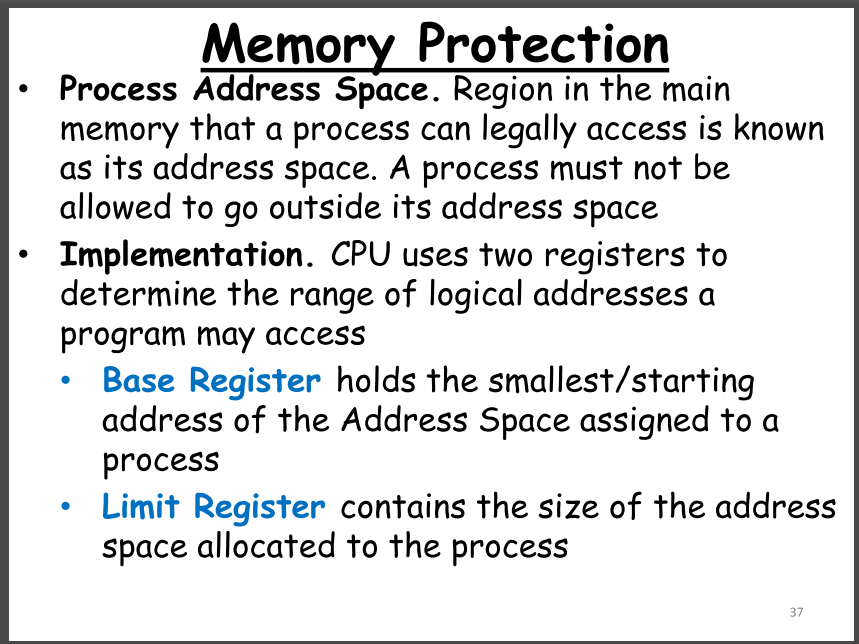 Memory Protection
• Process Address Space. Region in the main
memory that a process can legally access is known
as its address space. A process must not be
allowed to go outside its address space
• Implementation. CPU uses two registers to
determine the range of logical addresses a
program may access
• Base Register holds the smallest/starting
address of the Address Space assigned to a
process
• Limit Register contains the size of the address
space allocated to the process
37